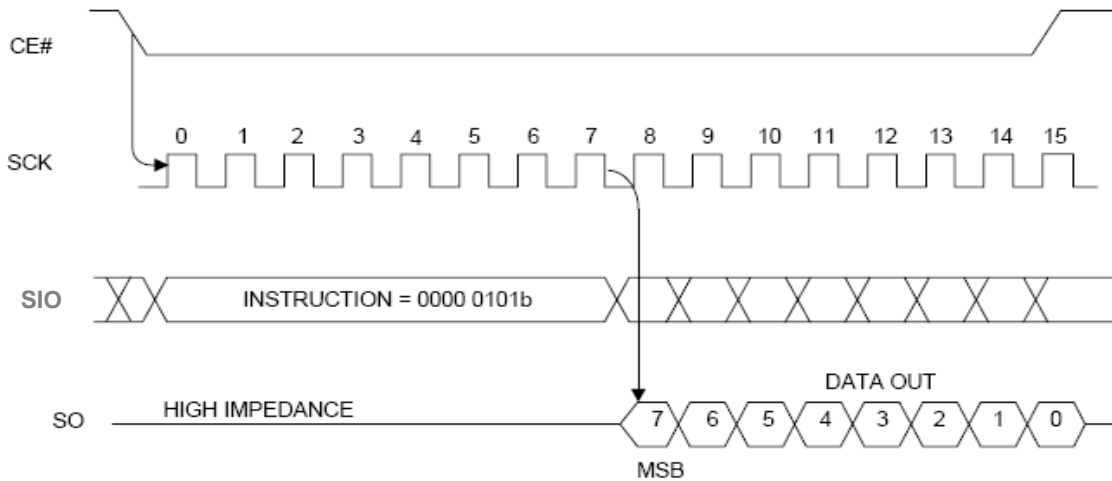 CE#
0 1 2 3 4 5 6 7 8 9 10 11 12 13 14 15
SCK
SIO INSTRUCTION = 0000 0101b
DATA OUT
SO HIGH IMPEDANCE 7 6 5 4 3 2 1 0
MSB